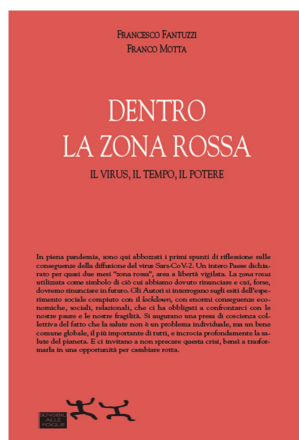 FRANCESCO FANTUZZI
FRANCO MOTTA
DENTRO
LA ZONA ROSSA
IL VIRUS, IL TEMPO, IL POTERE
In piena pandemia, sono qui abbozzati i primi spunti di riflessione sulle
conseguenze della diffusione del virus Sars-CoV-2. Un intero Paese dichia-
rato per quasi due mesi "zona rossa", area a libertà vigilata. La zona rossa
utilizzata come simbolo di ciò cui abbiamo dovuto rinunciare e cui, forse,
dovremo rinunciare in futuro. Gli Autori si interrogano sugli esiti dell'espe-
rimento sociale compiuto con il lockdown, con enormi conseguenze eco-
nomiche, sociali, relazionali, che ci ha obbligati a confrontarci con le
nostre paure e le nostre fragilità. Si augurano una presa di coscienza col-
lettiva del fatto che la salute non è un problema individuale, ma un bene
comune globale, il più importante di tutti, e incrocia profondamente la sa-
lute del pianeta. E ci invitano a non sprecare questa crisi, bensì a trasfor-
marla in una opportunità per cambiare rotta.